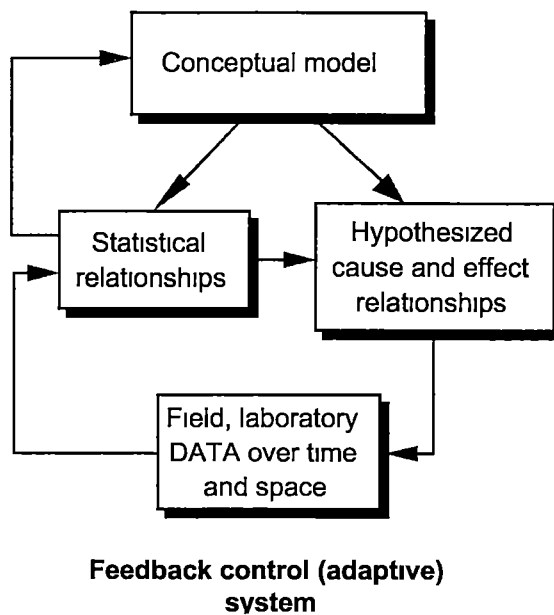 Conceptual model
Statistical
relationships
Hypothesized
cause and effect
relationships
Field, laboratory
DATA over time
and space
Feedback control (adaptive)
system